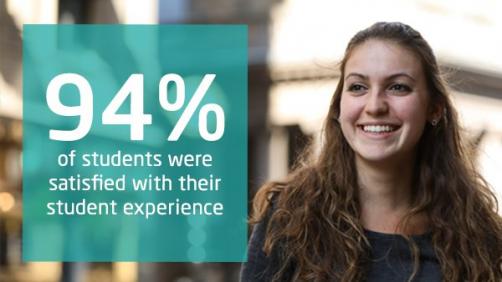 94%
of students were
satisfied with their
student experience